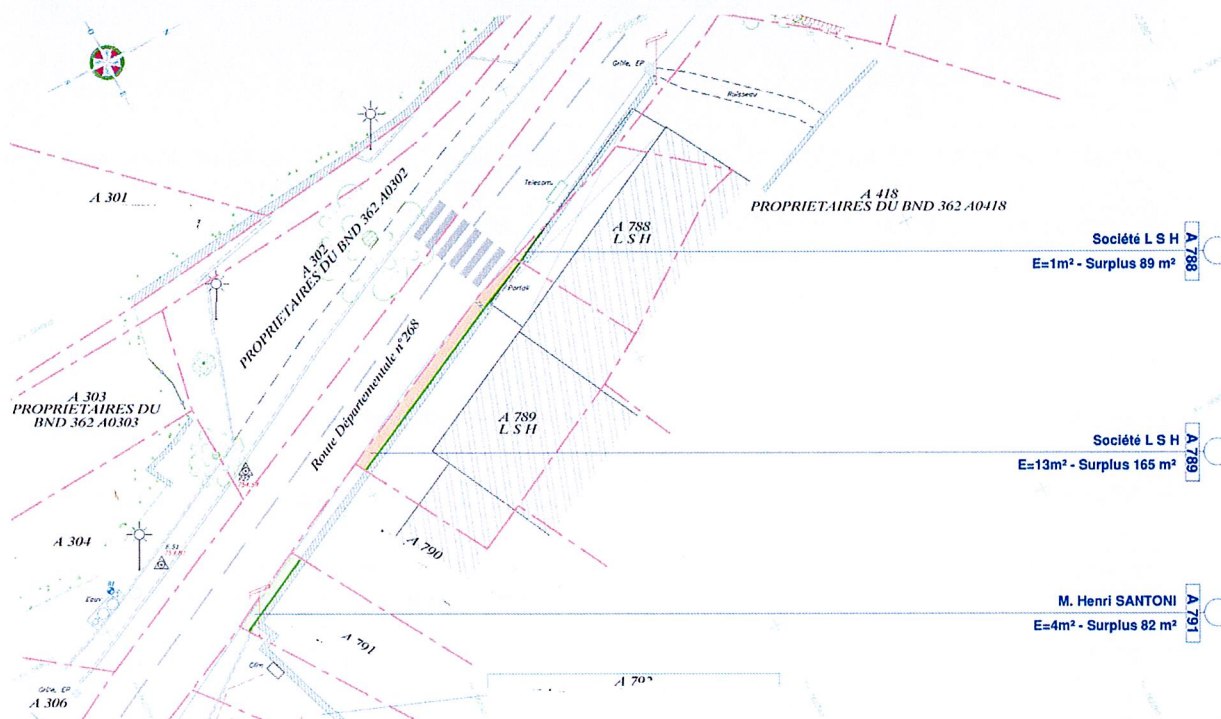 Grille, EP
Ruisseau
A 301
A 302
PROPRIETAIRES DU BND 362 A0302
Telecom.
A 788
L S H
A 418
PROPRIETAIRES DU BND 362 A0418
Société L S H
E=1m² - Surplus 89 m²
A 788
Portail
Route Départementale n°268
A 303
PROPRIETAIRES DU
BND 362 A0303
A 789
L S H
Société L S H
E=13m² - Surplus 165 m²
A 789
A 304
A 790
M. Henri SANTONI
E=4m² - Surplus 82 m²
A 791
A 791
Grille, EP
A 306